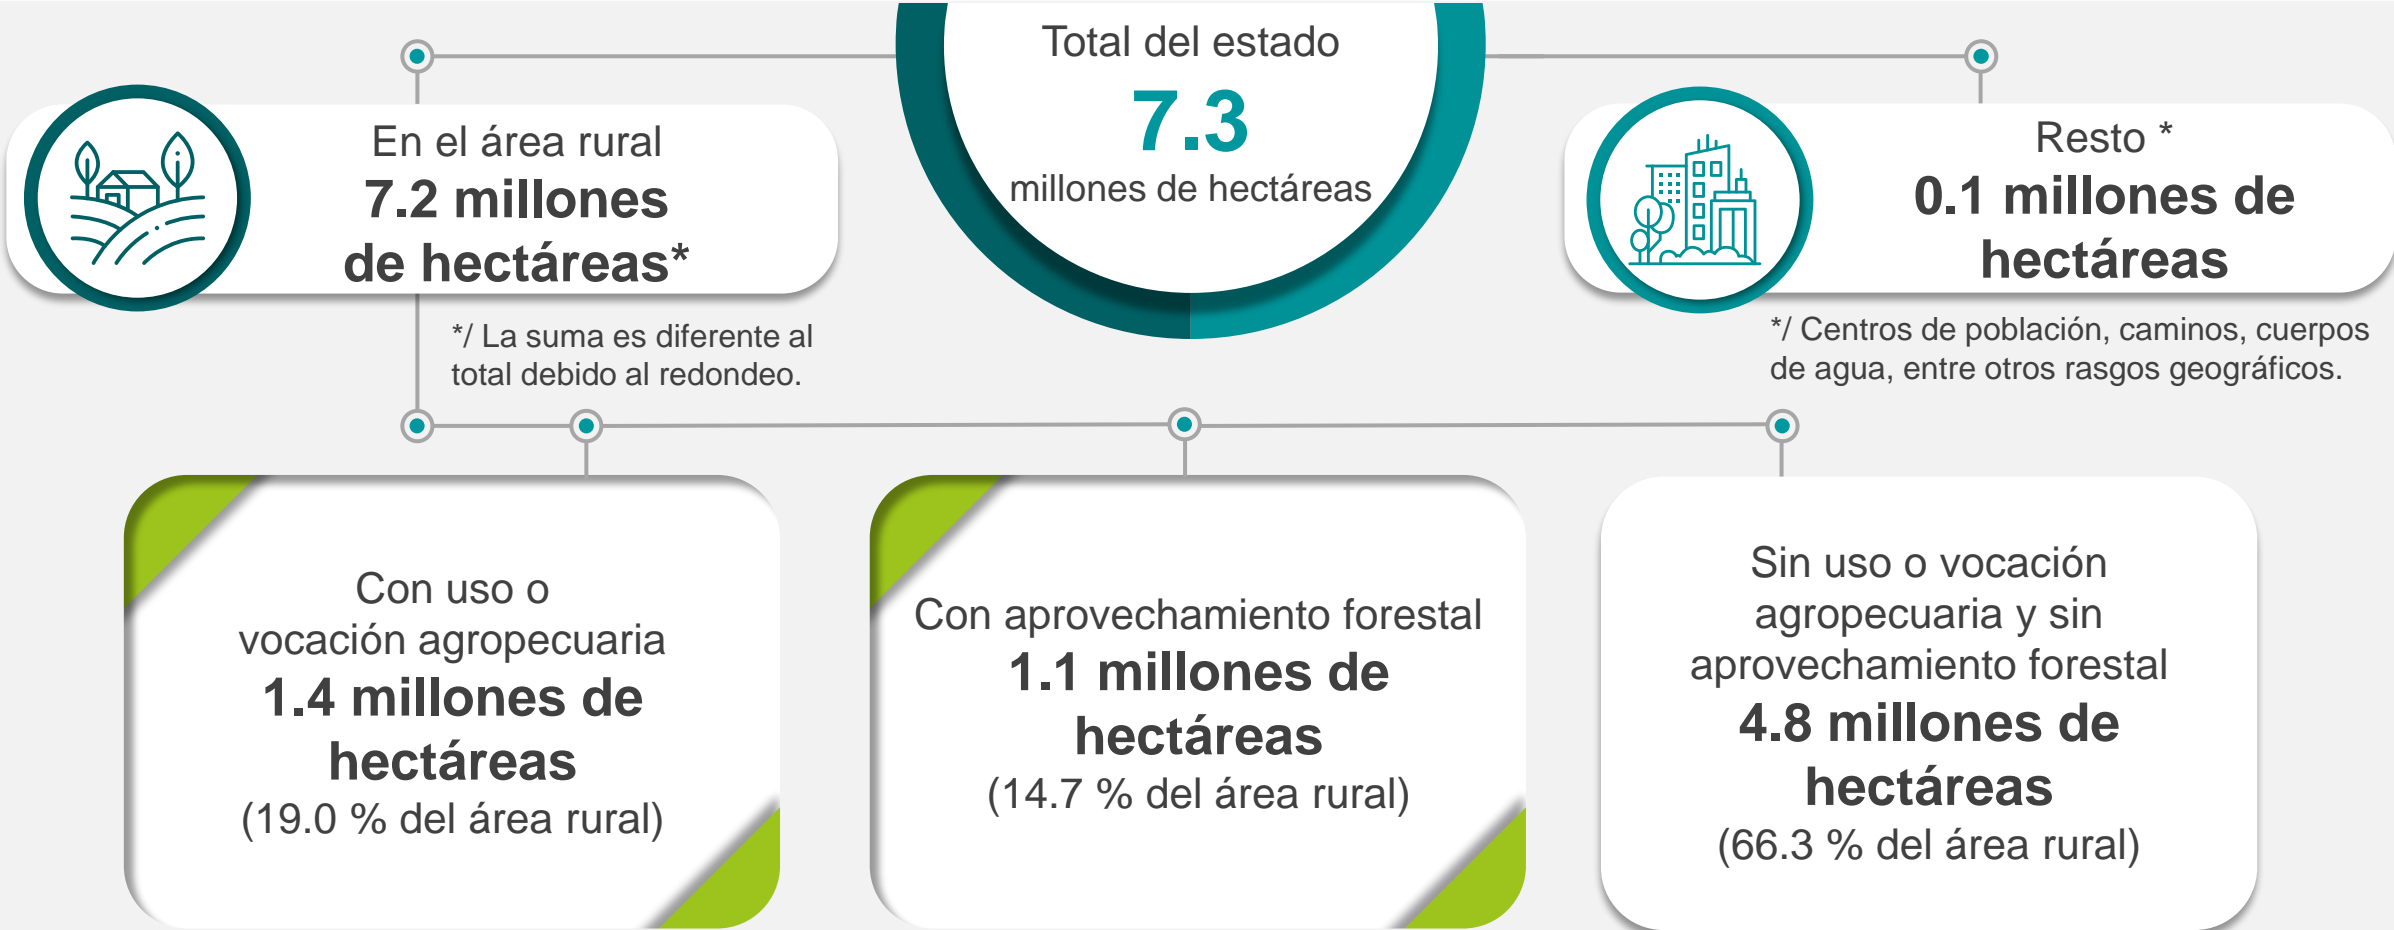 Total del estado
7.3
millones de hectáreas
En el área rural
7.2 millones
de hectáreas*
*/ La suma es diferente al
total debido al redondeo.
Resto *
0.1 millones de
hectáreas
*/ Centros de población, caminos, cuerpos
de agua, entre otros rasgos geográficos.
Con uso o
vocación agropecuaria
1.4 millones de
hectáreas
(19.0 % del área rural)
Con aprovechamiento forestal
1.1 millones de
hectáreas
(14.7 % del área rural)
Sin uso o vocación
agropecuaria y sin
aprovechamiento forestal
4.8 millones de
hectáreas
(66.3 % del área rural)